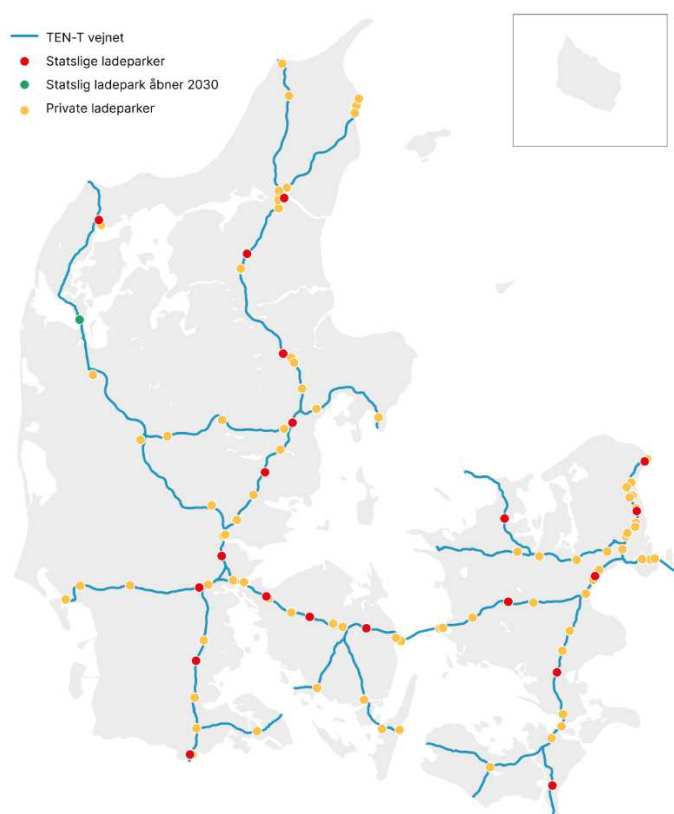 TEN-T vejnet
Statslige ladeparker
Statslig ladepark åbner 2030
Private ladeparker